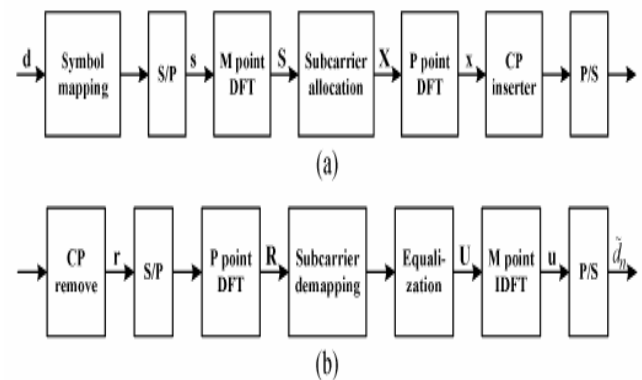 d
Symbol mapping
S/P
s
M point DFT
S
Subcarrier allocation
X
P point DFT
x
CP inserter
P/S
(a)
CP remove
r
S/P
P point DFT
R
Subcarrier demapping
Equali-zation
U
M point IDFT
u
P/S
d̃n
(b)